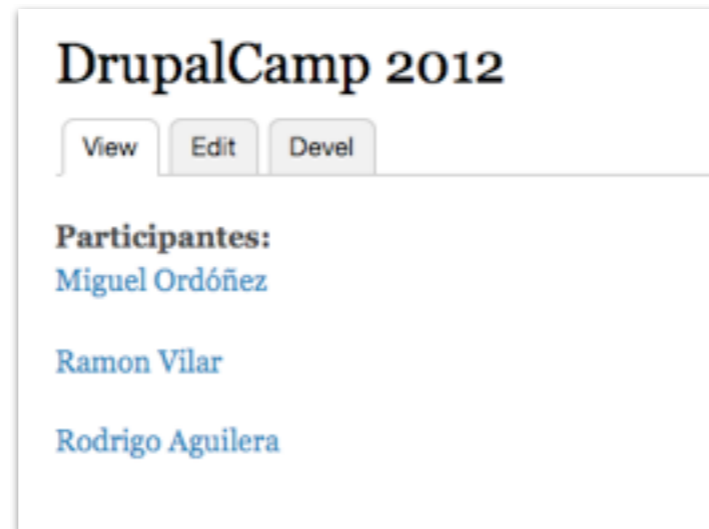 DrupalCamp 2012
View Edit Devel
Participantes:
Miguel Ordóñez
Ramon Vilar
Rodrigo Aguilera